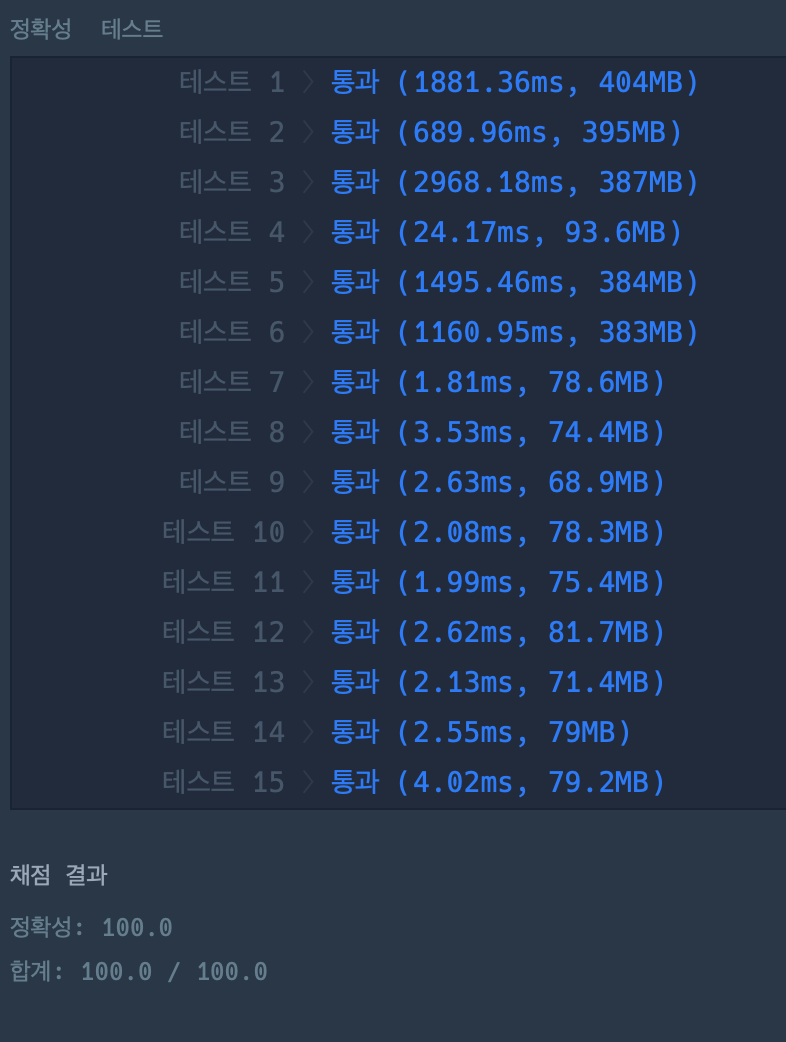 정확성 테스트
테스트 1 〉 통과 (1881.36ms, 404MB)
테스트 2 〉 통과 (689.96ms, 395MB)
테스트 3 〉 통과 (2968.18ms, 387MB)
테스트 4 〉 통과 (24.17ms, 93.6MB)
테스트 5 〉 통과 (1495.46ms, 384MB)
테스트 6 〉 통과 (1160.95ms, 383MB)
테스트 7 〉 통과 (1.81ms, 78.6MB)
테스트 8 〉 통과 (3.53ms, 74.4MB)
테스트 9 〉 통과 (2.63ms, 68.9MB)
테스트 10 〉 통과 (2.08ms, 78.3MB)
테스트 11 〉 통과 (1.99ms, 75.4MB)
테스트 12 〉 통과 (2.62ms, 81.7MB)
테스트 13 〉 통과 (2.13ms, 71.4MB)
테스트 14 〉 통과 (2.55ms, 79MB)
테스트 15 〉 통과 (4.02ms, 79.2MB)
채점 결과
정확성: 100.0
합계: 100.0 / 100.0